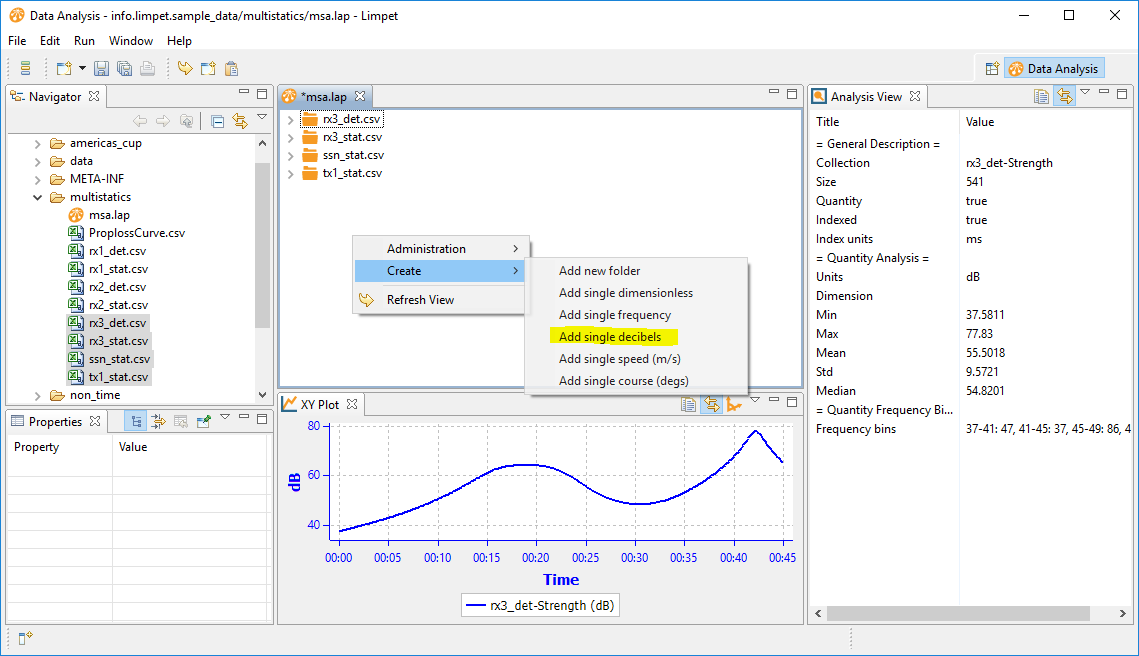 Data Analysis - info.limpet.sample_data/multistatics/msa.lap - Limpet
File Edit Run Window Help
Data Analysis
Navigator
americas_cup
data
META-INF
multistatics
msa.lap
ProplossCurve.csv
rx1_det.csv
rx1_stat.csv
rx2_det.csv
rx2_stat.csv
rx3_det.csv
rx3_stat.csv
ssn_stat.csv
tx1_stat.csv
non_time
Properties
Property Value
*msa.lap
rx3_det.csv
rx3_stat.csv
ssn_stat.csv
tx1_stat.csv
Administration
Create
Refresh View
Add new folder
Add single dimensionless
Add single frequency
Add single decibels
Add single speed (m/s)
Add single course (degs)
XY Plot
80
60
40
dB
00:00 00:05 00:10 00:15 00:20 00:25 00:30 00:35 00:40 00:45
Time
rx3_det-Strength (dB)
Analysis View
Title Value
= General Description =
Collection rx3_det-Strength
Size 541
Quantity true
Indexed true
Index units ms
= Quantity Analysis =
Units dB
Dimension
Min 37.5811
Max 77.83
Mean 55.5018
Std 9.5721
Median 54.8201
= Quantity Frequency Bi...
Frequency bins 37-41: 47, 41-45: 37, 45-49: 86, 4